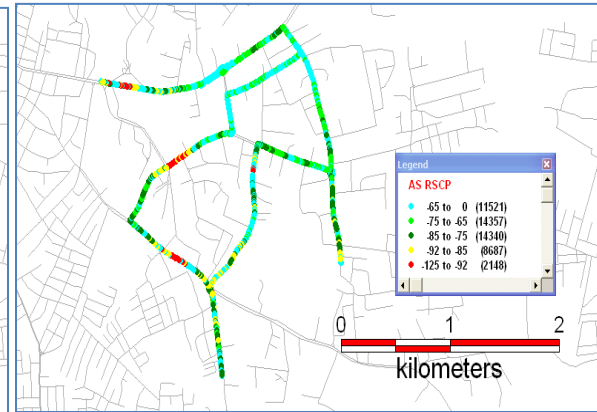 Legend
AS RSCP
-65 to 0 (11521)
-75 to -65 (14357)
-85 to -75 (14340)
-92 to -85 (8687)
-125 to -92 (2148)
0 1 2
kilometers